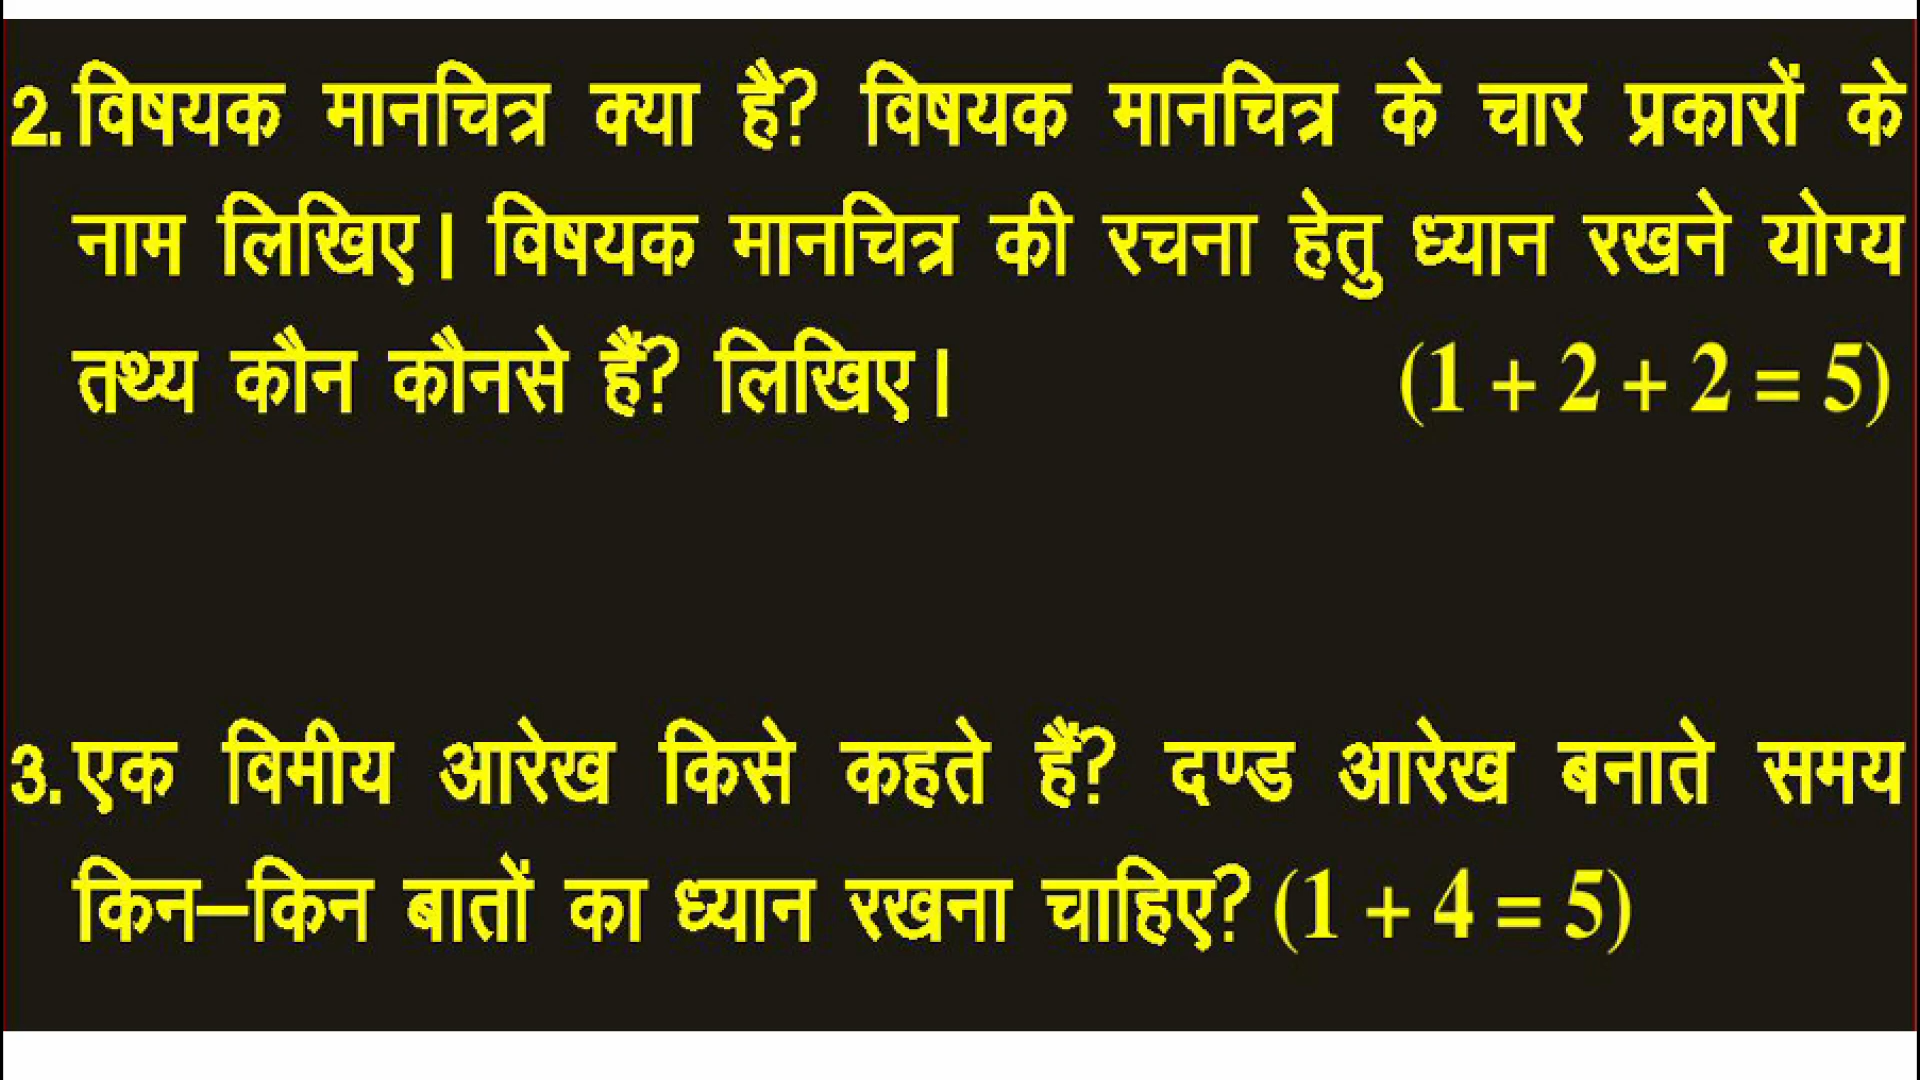 2. विषयक मानचित्र क्या है? विषयक मानचित्र के चार प्रकारों के
नाम लिखिए। विषयक मानचित्र की रचना हेतु ध्यान रखने योग्य
तथ्य कौन कौनसे हैं? लिखिए। (1 + 2 + 2 = 5)
3. एक विमीय आरेख किसे कहते हैं? दण्ड आरेख बनाते समय
किन–किन बातों का ध्यान रखना चाहिए? (1 + 4 = 5)